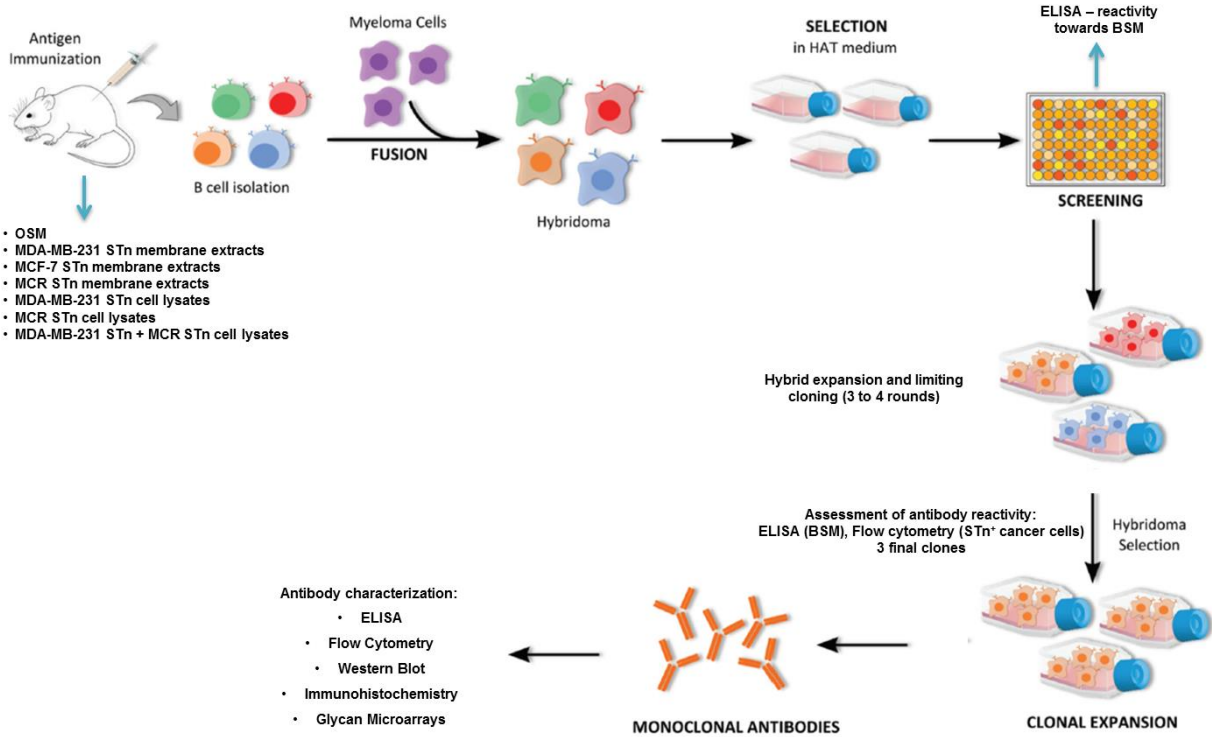 Antigen
Immunization
B cell isolation
• OSM
• MDA-MB-231 STn membrane extracts
• MCF-7 STn membrane extracts
• MCR STn membrane extracts
• MDA-MB-231 STn cell lysates
• MCR STn cell lysates
• MDA-MB-231 STn + MCR STn cell lysates
Myeloma Cells
FUSION
Hybridoma
SELECTION
in HAT medium
ELISA – reactivity
towards BSM
SCREENING
Hybrid expansion and limiting
cloning (3 to 4 rounds)
Assessment of antibody reactivity:
ELISA (BSM), Flow cytometry (STn⁺ cancer cells)
3 final clones
Hybridoma
Selection
CLONAL EXPANSION
MONOCLONAL ANTIBODIES
Antibody characterization:
• ELISA
• Flow Cytometry
• Western Blot
• Immunohistochemistry
• Glycan Microarrays